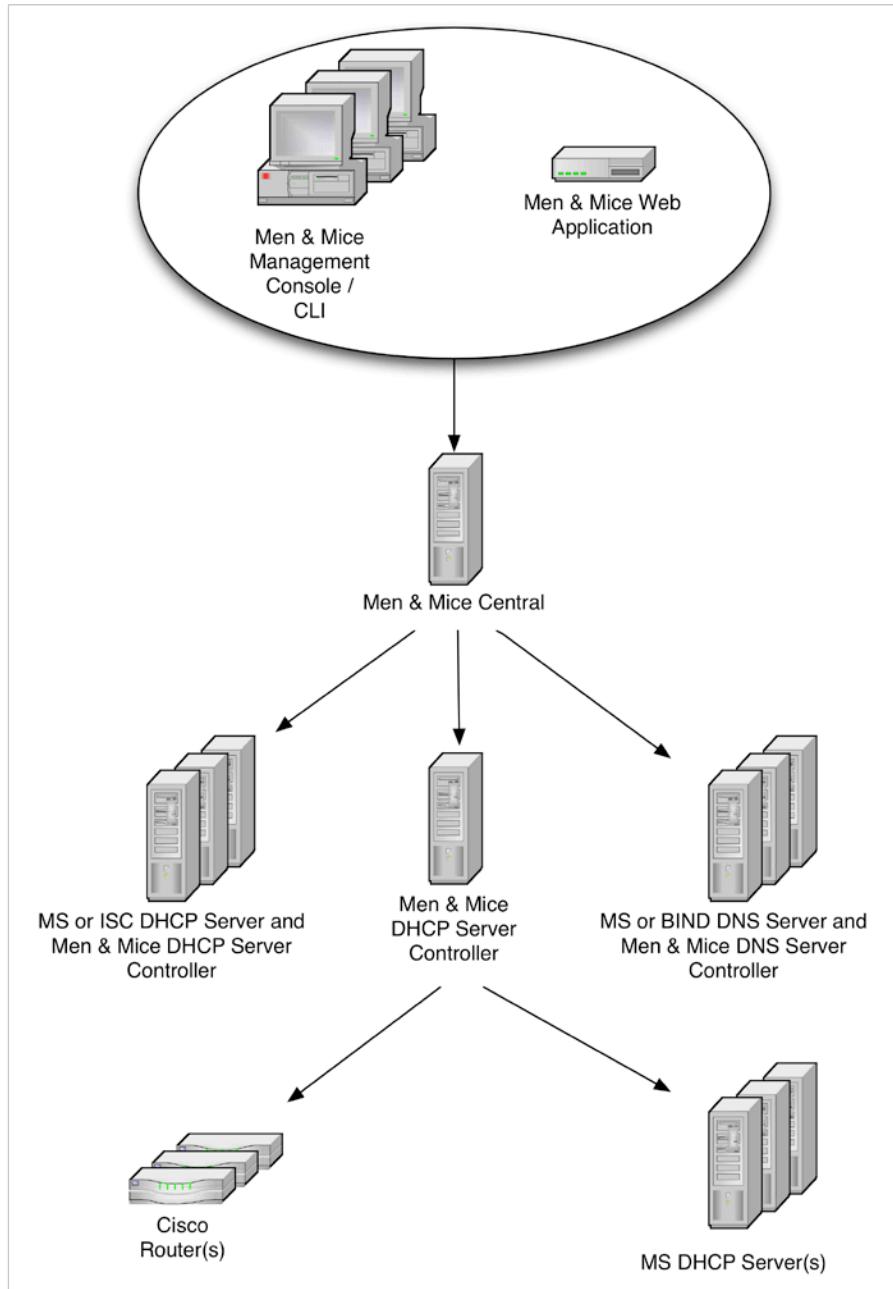 Men & Mice
Management
Console /
CLI
Men & Mice Web
Application
Men & Mice Central
MS or ISC DHCP Server and
Men & Mice DHCP Server
Controller
Men & Mice
DHCP Server
Controller
MS or BIND DNS Server and
Men & Mice DNS Server
Controller
Cisco
Router(s)
MS DHCP Server(s)